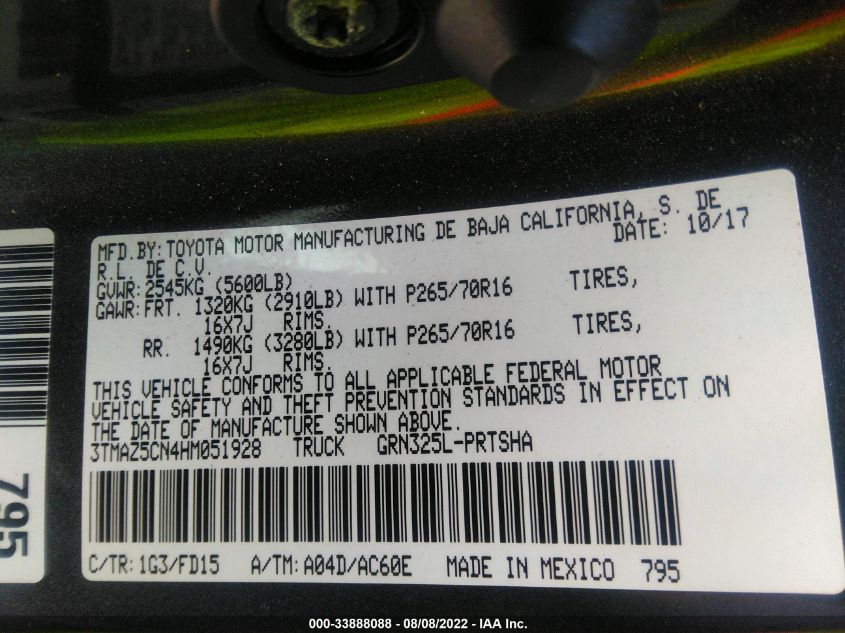 MFD.BY: TOYOTA MOTOR MANUFACTURING DE BAJA CALIFORNIA, S. DE
R.L. DE C.V. DATE: 10/17
GVWR: 2545KG (5600LB)
GAWR: FRT. 1320KG (2910LB) WITH P265/70R16 TIRES,
16X7J RIMS.
RR. 1490KG (3280LB) WITH P265/70R16 TIRES,
16X7J RIMS.
THIS VEHICLE CONFORMS TO ALL APPLICABLE FEDERAL MOTOR
VEHICLE SAFETY AND THEFT PREVENTION STANDARDS IN EFFECT ON
THE DATE OF MANUFACTURE SHOWN ABOVE.
3TMAZ5CN4HM051928 TRUCK GRN325L-PRTSHA
C/TR: 1G3/FD15 A/TM: A04D/AC60E MADE IN MEXICO 795
795
000-33888088 - 08/08/2022 - IAA Inc.